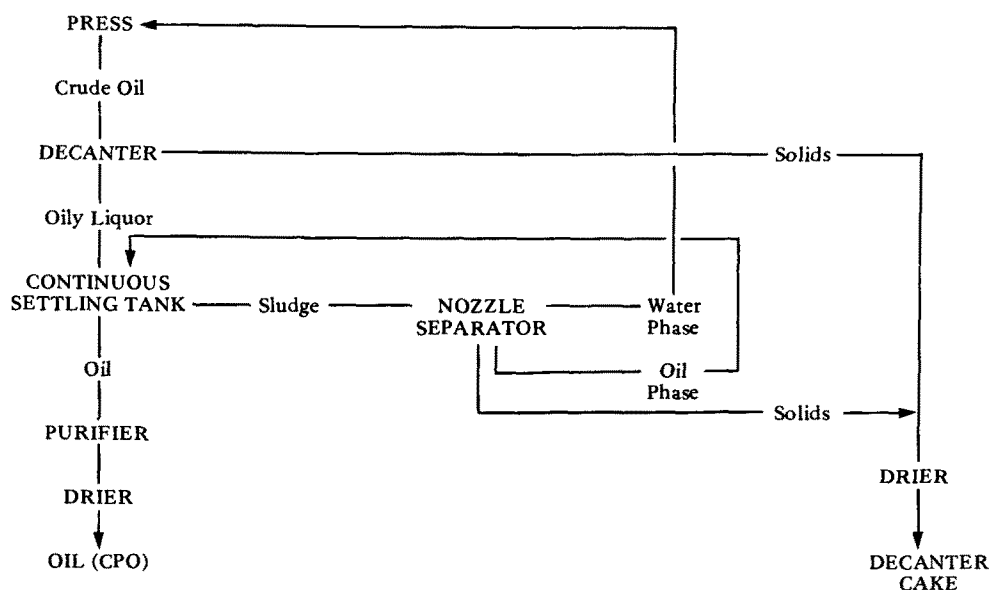 PRESS
Crude Oil
DECANTER
Solids
Oily Liquor
CONTINUOUS
SETTLING TANK
Sludge
NOZZLE
SEPARATOR
Water
Phase
Oil
Oil
Phase
Solids
PURIFIER
DRIER
DRIER
OIL (CPO)
DECANTER
CAKE